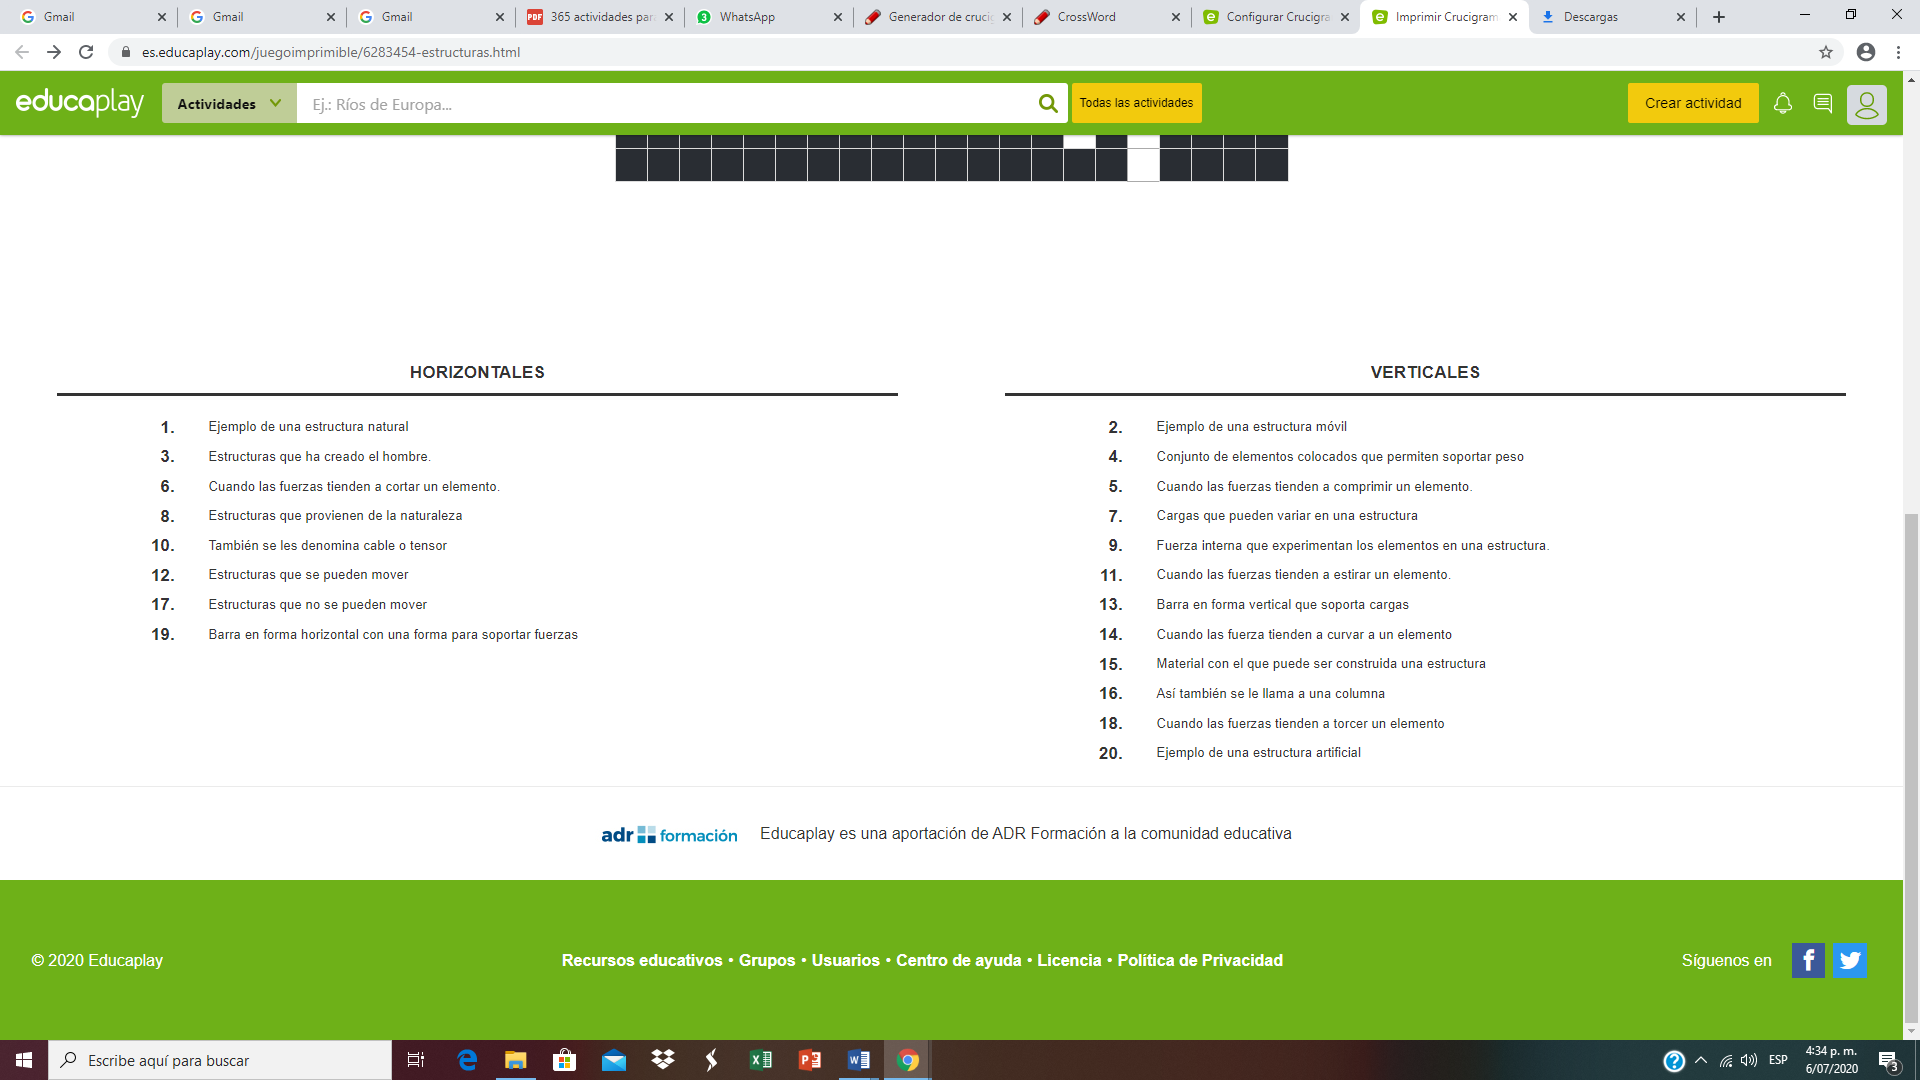 Gmail
Gmail
Gmail
PDF 365 actividades par
3 WhatsApp
Generador de cruci
CrossWord
Configurar Crucigra
Imprimir Crucigram
Descargas
es.educaplay.com/juegoimprimible/6283454-estructuras.html
educaplay
Actividades
Ej.: Ríos de Europa...
Todas las actividades
Crear actividad
HORIZONTALES
1. Ejemplo de una estructura natural
3. Estructuras que ha creado el hombre.
6. Cuando las fuerzas tienden a cortar un elemento.
8. Estructuras que provienen de la naturaleza
10. También se les denomina cable o tensor
12. Estructuras que se pueden mover
17. Estructuras que no se pueden mover
19. Barra en forma horizontal con una forma para soportar fuerzas
VERTICALES
2. Ejemplo de una estructura móvil
4. Conjunto de elementos colocados que permiten soportar peso
5. Cuando las fuerzas tienden a comprimir un elemento.
7. Cargas que pueden variar en una estructura
9. Fuerza interna que experimentan los elementos en una estructura.
11. Cuando las fuerzas tienden a estirar un elemento.
13. Barra en forma vertical que soporta cargas
14. Cuando las fuerza tienden a curvar a un elemento
15. Material con el que puede ser construida una estructura
16. Así también se le llama a una columna
18. Cuando las fuerzas tienden a torcer un elemento
20. Ejemplo de una estructura artificial
adr formación
Educaplay es una aportación de ADR Formación a la comunidad educativa
© 2020 Educaplay
Recursos educativos • Grupos • Usuarios • Centro de ayuda • Licencia • Política de Privacidad
Síguenos en
Escribe aquí para buscar
ESP
4:34 p. m.
6/07/2020
3